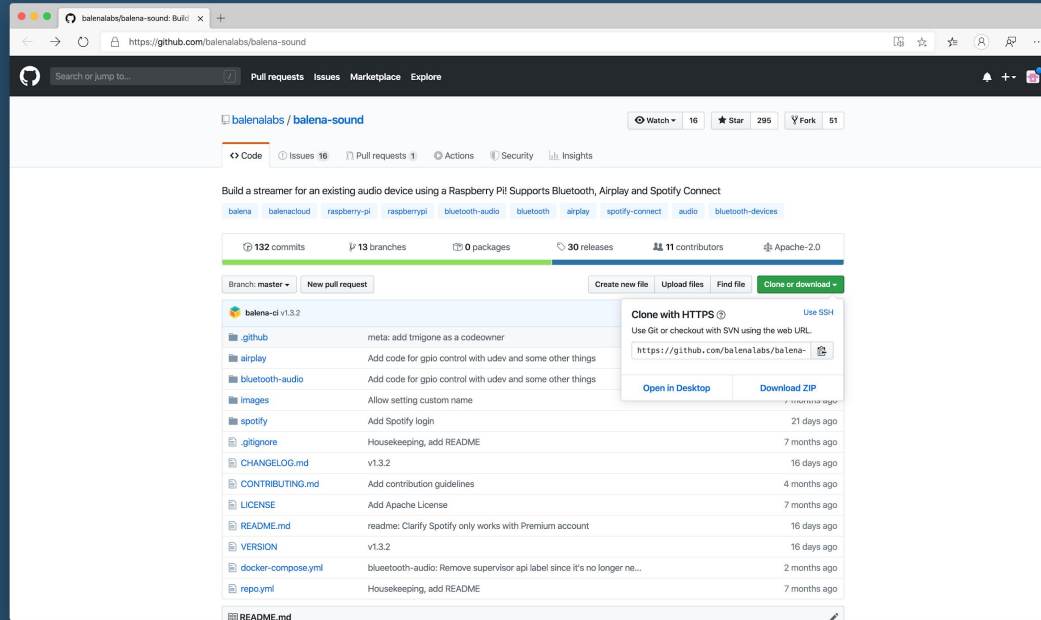 balenalabs/balena-sound: Build
https://github.com/balenalabs/balena-sound
Search or jump to... / Pull requests Issues Marketplace Explore
balenalabs / balena-sound Watch 16 Star 295 Fork 51
Code Issues 16 Pull requests 1 Actions Security Insights
Build a streamer for an existing audio device using a Raspberry Pi! Supports Bluetooth, Airplay and Spotify Connect
balena balenacloud raspberry-pi raspberrypi bluetooth-audio bluetooth airplay spotify-connect audio bluetooth-devices
132 commits 13 branches 0 packages 30 releases 11 contributors Apache-2.0
Branch: master New pull request Create new file Upload files Find file Clone or download
balena-ci v1.3.2
Clone with HTTPS Use SSH
Use Git or checkout with SVN using the web URL.
https://github.com/balenalabs/balena-
Open in Desktop Download ZIP
.github meta: add tmigone as a codeowner
airplay Add code for gpio control with udev and some other things
bluetooth-audio Add code for gpio control with udev and some other things
images Allow setting custom name 7 months ago
spotify Add Spotify login 21 days ago
.gitignore Housekeeping, add README 7 months ago
CHANGELOG.md v1.3.2 16 days ago
CONTRIBUTING.md Add contribution guidelines 4 months ago
LICENSE Add Apache License 7 months ago
README.md readme: Clarify Spotify only works with Premium account 16 days ago
VERSION v1.3.2 16 days ago
docker-compose.yml blueetooth-audio: Remove supervisor api label since it's no longer ne... 2 months ago
repo.yml Housekeeping, add README 7 months ago
README.md